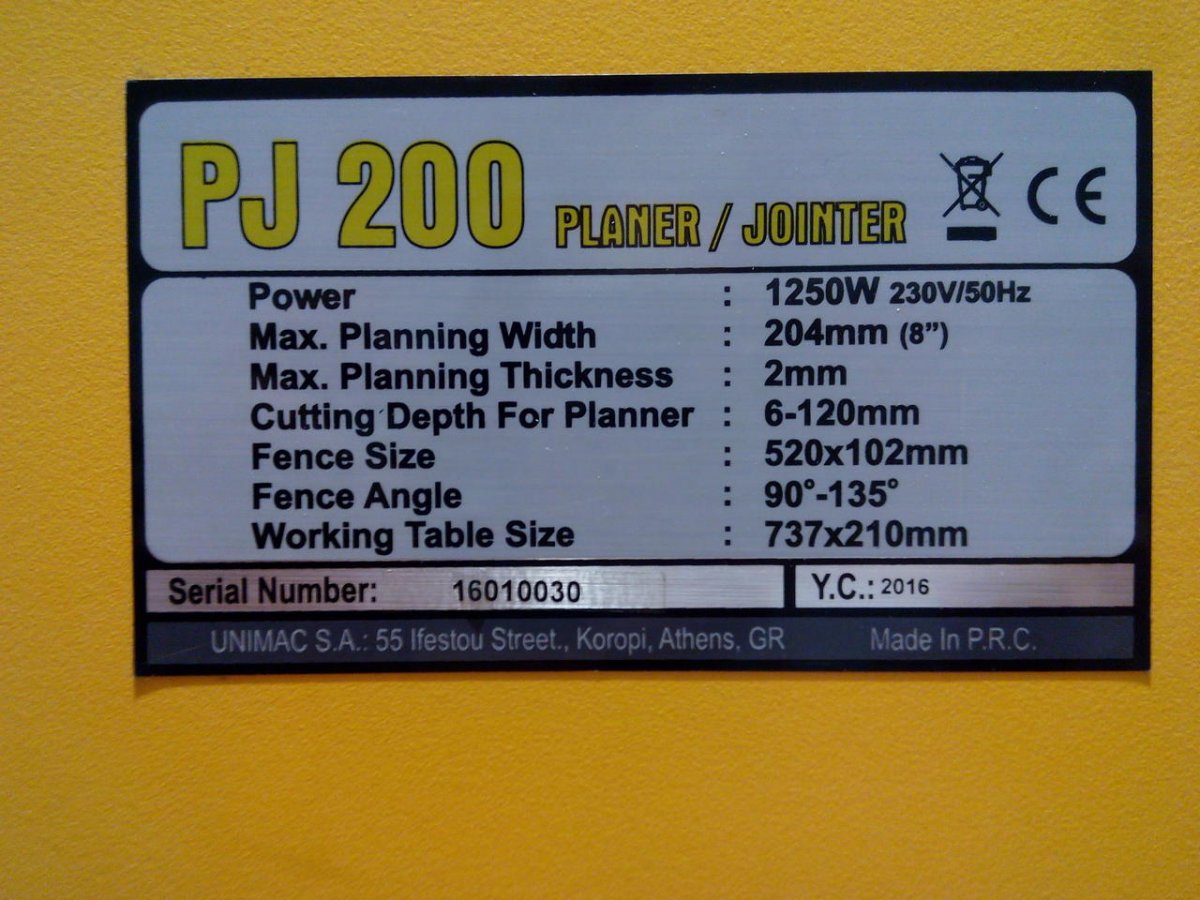 PJ 200 PLANER / JOINTER CE
Power : 1250W 230V/50Hz
Max. Planning Width : 204mm (8”)
Max. Planning Thickness : 2mm
Cutting Depth For Planner : 6-120mm
Fence Size : 520x102mm
Fence Angle : 90°-135°
Working Table Size : 737x210mm
Serial Number: 16010030 Y.C.: 2016
UNIMAC S.A.: 55 Ifestou Street., Koropi, Athens, GR Made In P.R.C.